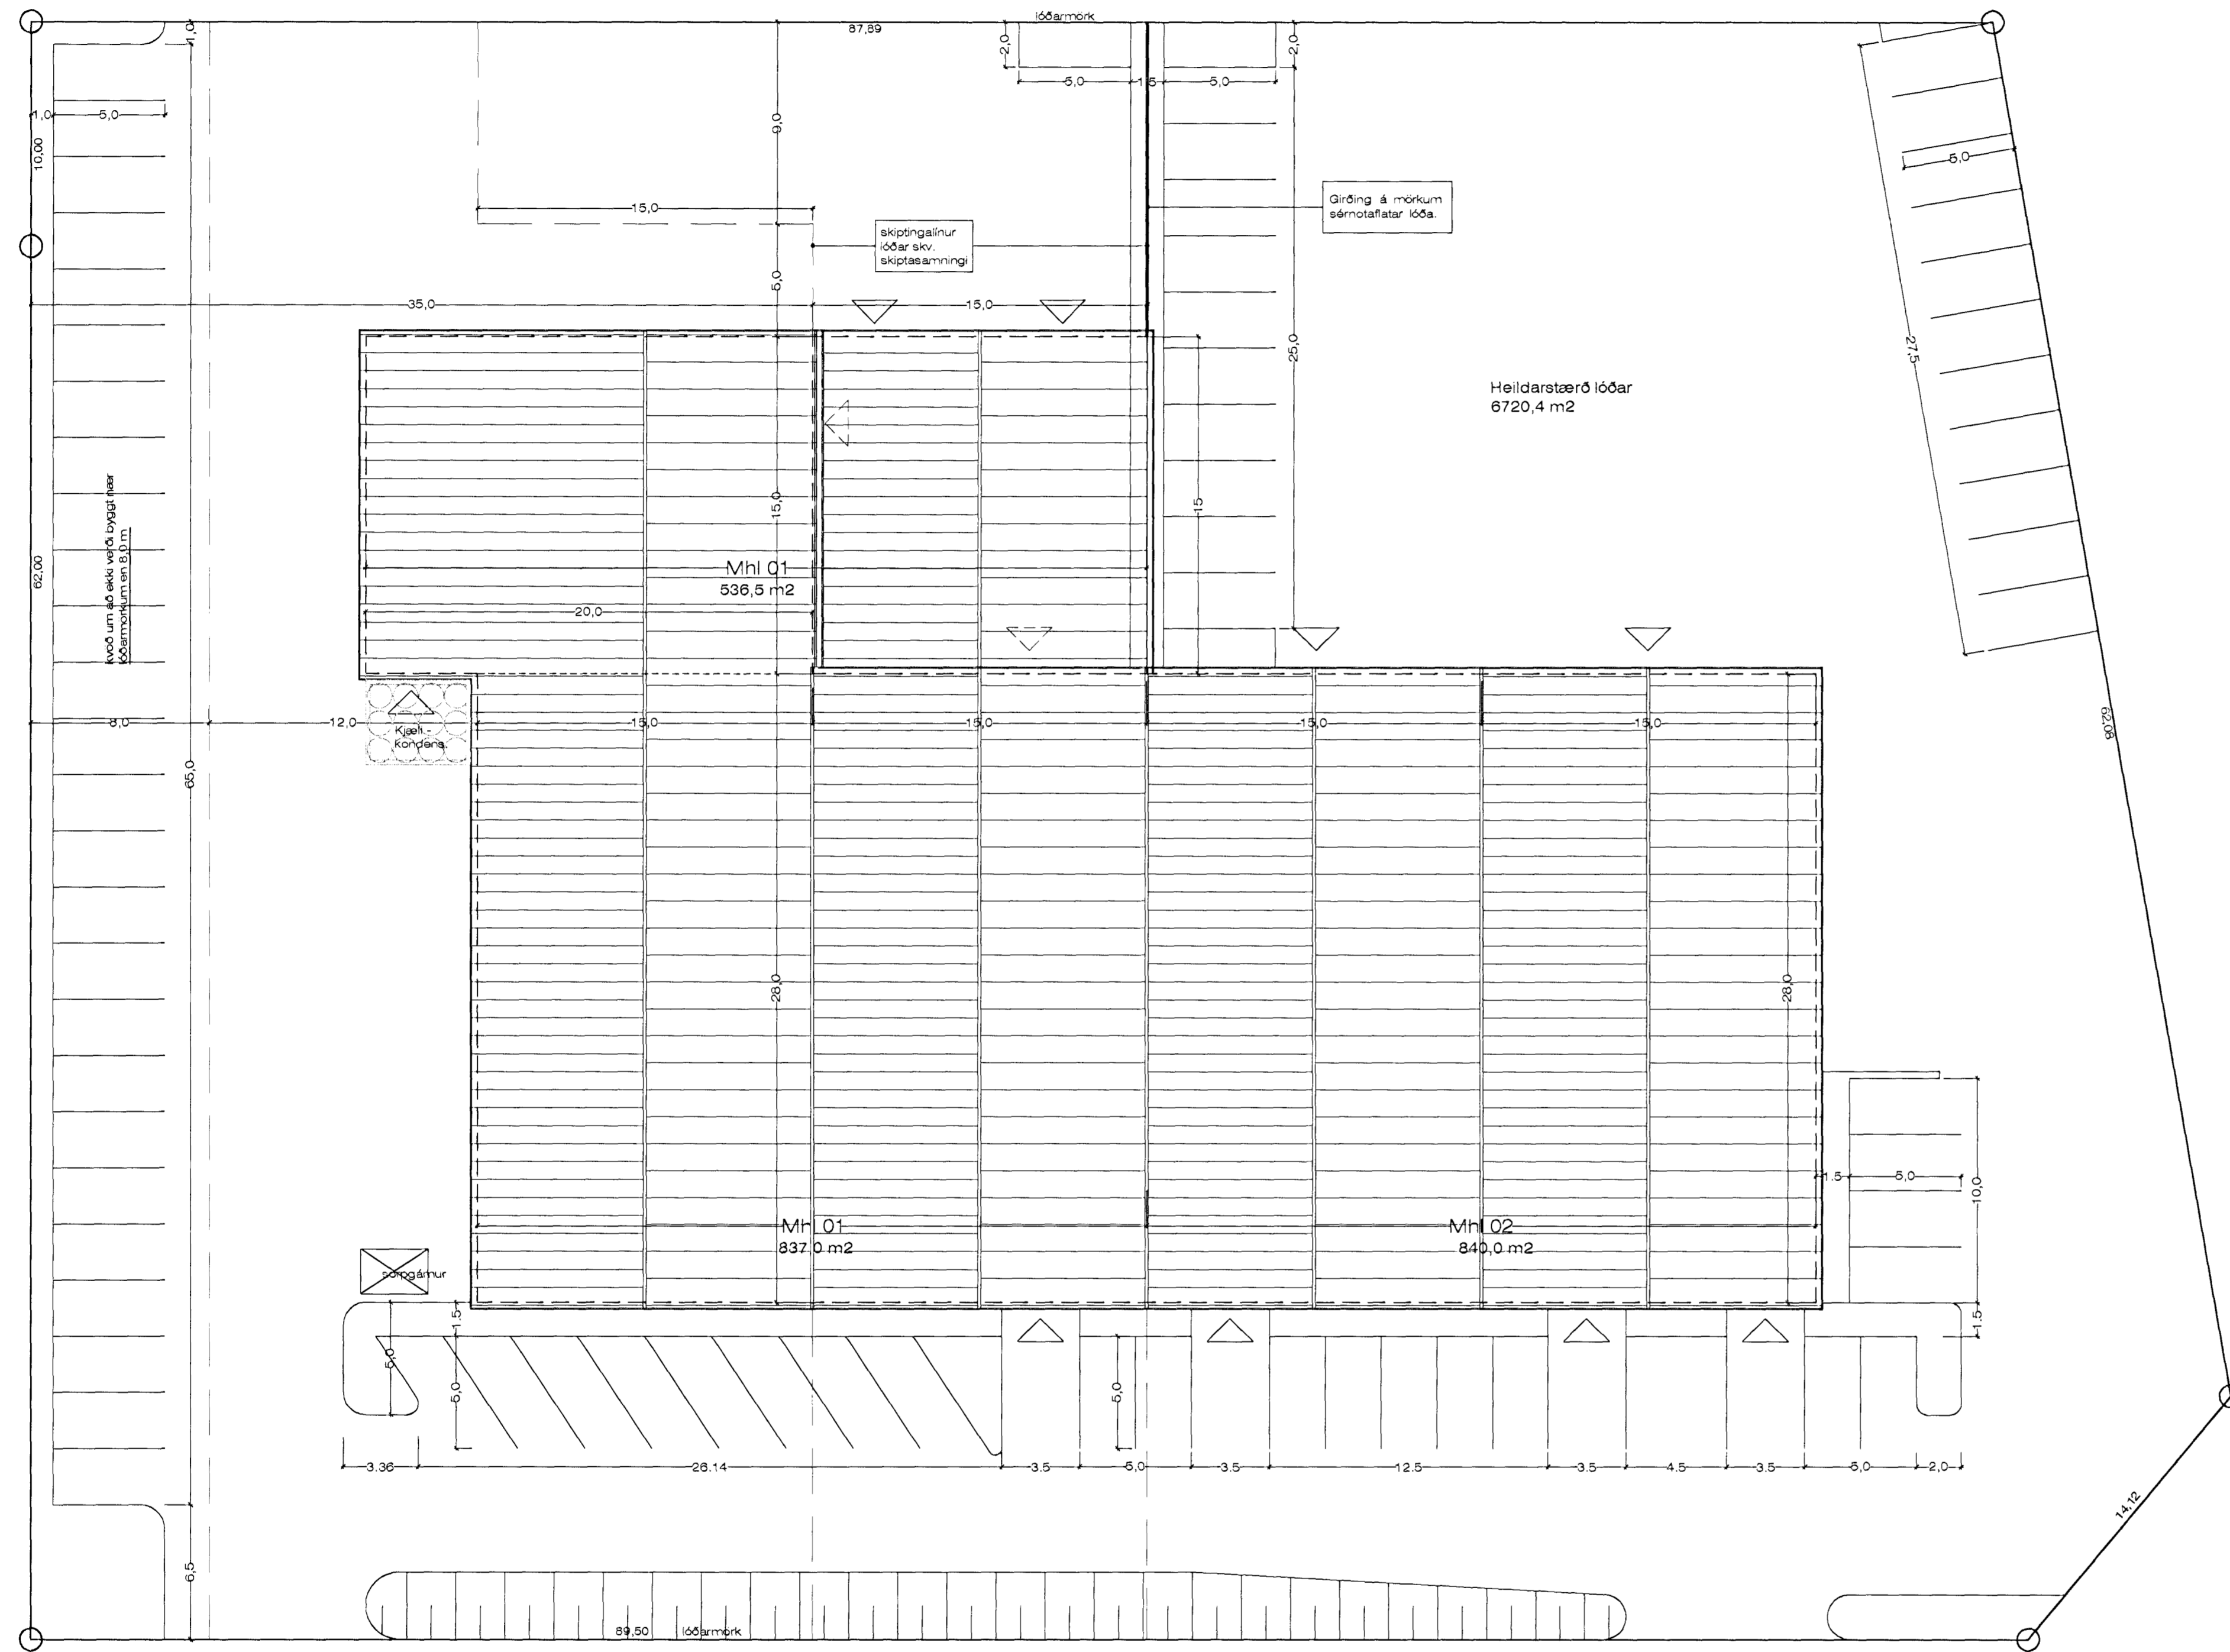 lóðarmörk
87,89
1,0
2,0
2,0
5,0
1,5
5,0
1,0
5,0
10,00
9,0
5,0
15,0
Girðing á mörkum
sérnotaflatar lóða.
skiptingalínur
lóðar skv.
skiptasamningi
5,0
35,0
15,0
25,0
27,5
Heildarstærð lóðar
6720,4 m2
15,0
15
kvöð um að ekki verði byggt nær
lóðarmörkum en 8,0 m
62,00
Mhl 01
536,5 m2
20,0
8,0
12,0
15,0
15,0
15,0
15,0
Kjæli -
kondens.
62,08
65,0
28,0
28,0
1.5
5,0
10,0
Mhl 01
837,0 m2
Mhl 02
840,0 m2
sorpgámur
1.5
1.5
5,0
5,0
5,0
3.36
26.14
3.5
5,0
3.5
12.5
3.5
4.5
3.5
5,0
2,0
14,12
6,5
89,50
lóðarmörk